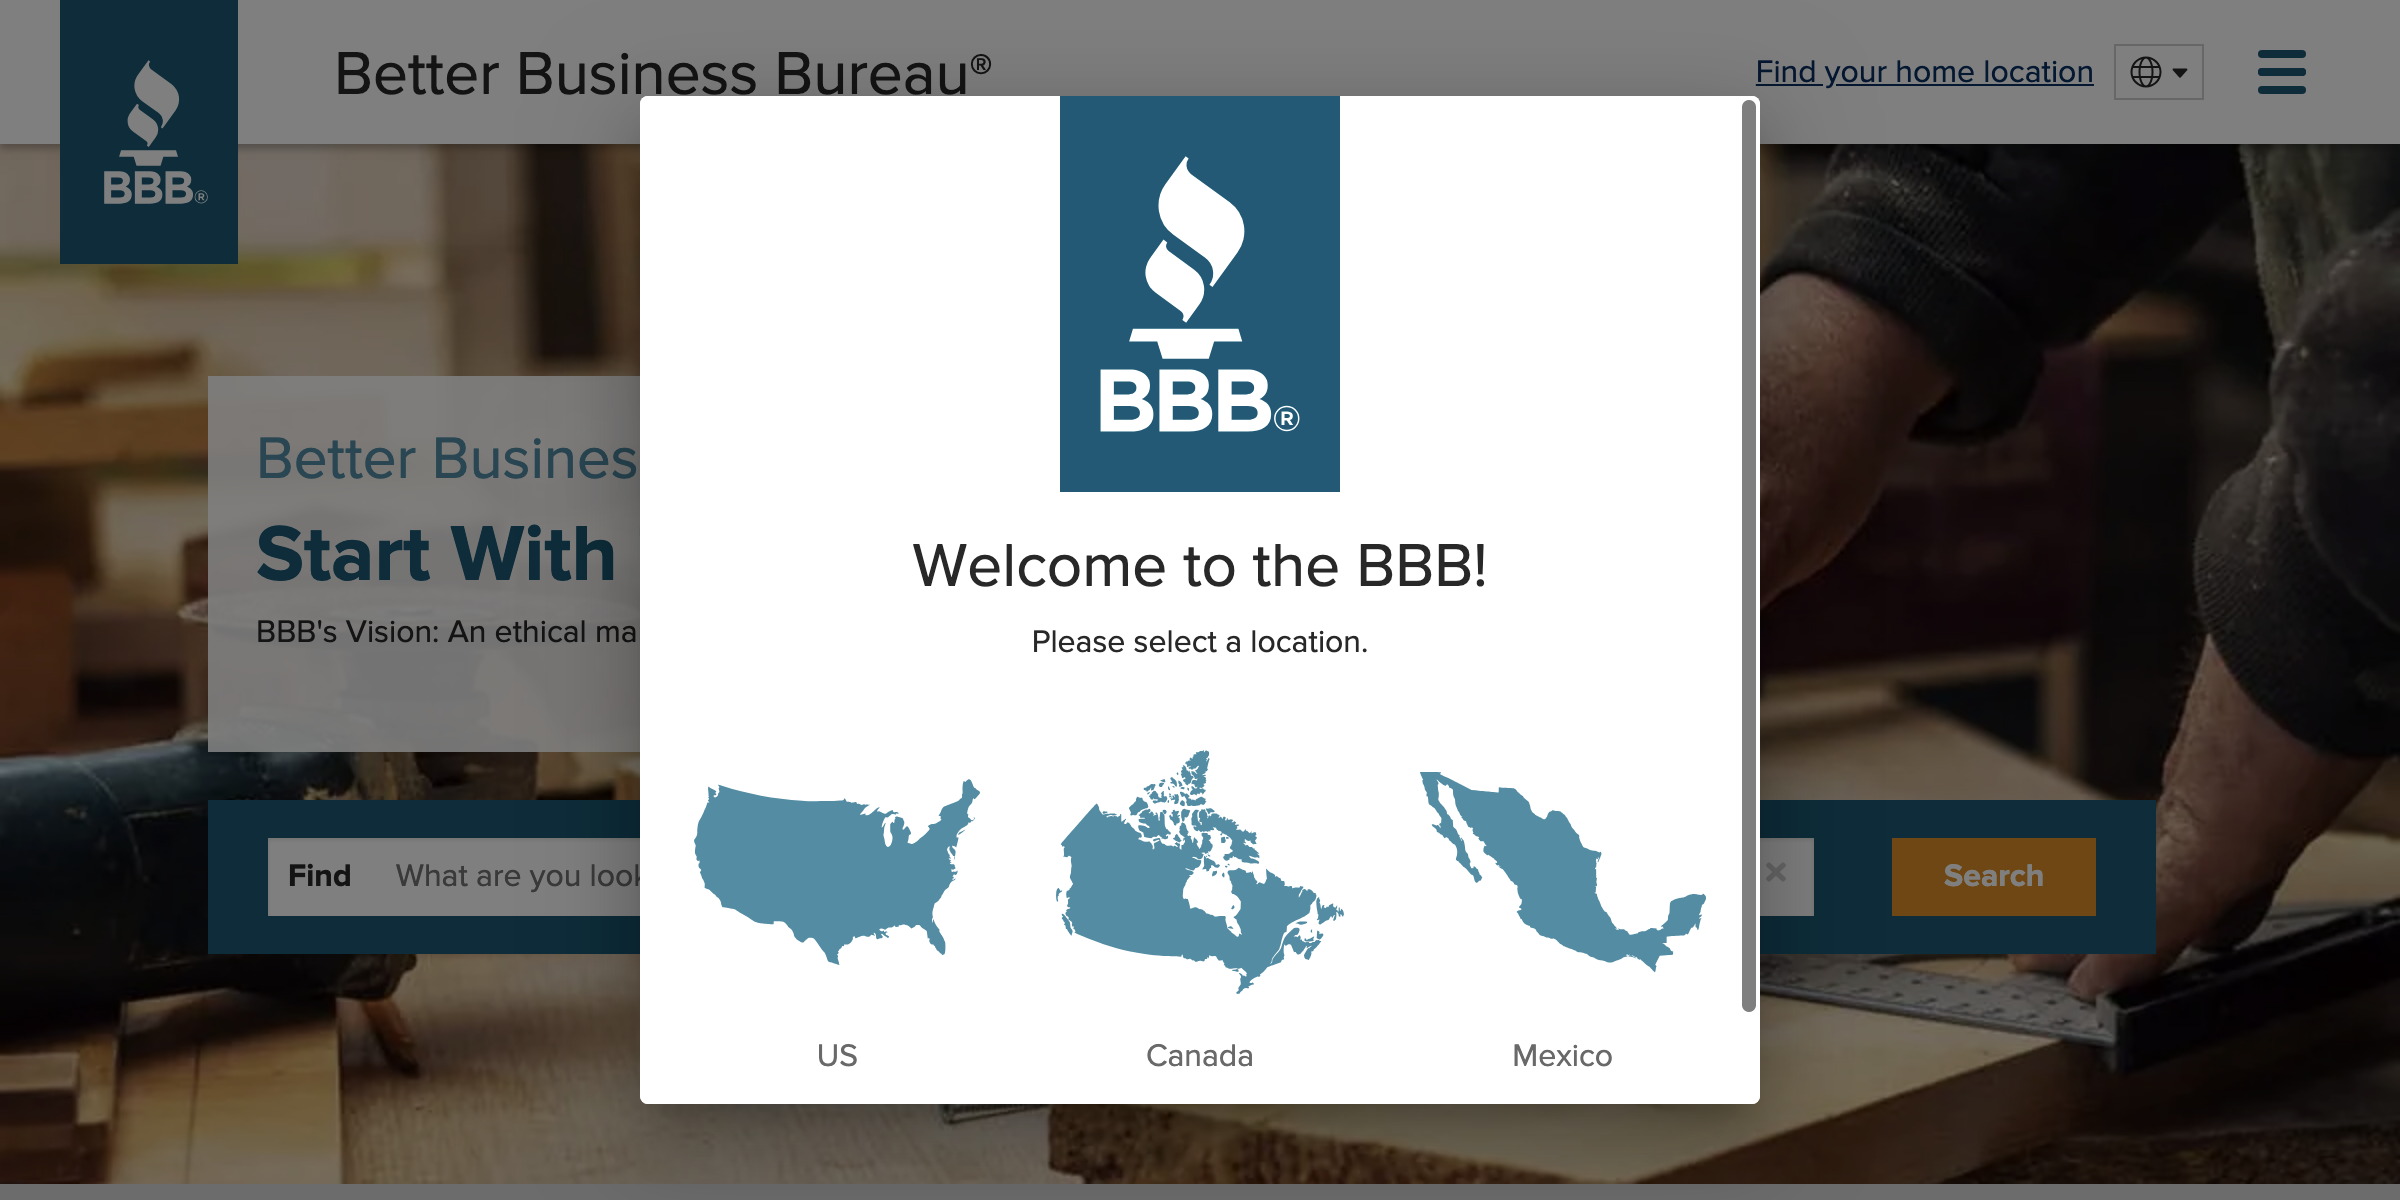 Better Business Bureau®
Find your home location
BBB®
BBB®
Better Busines
Start With
BBB's Vision: An ethical ma
Welcome to the BBB!
Please select a location.
Find What are you look
Search
US Canada Mexico